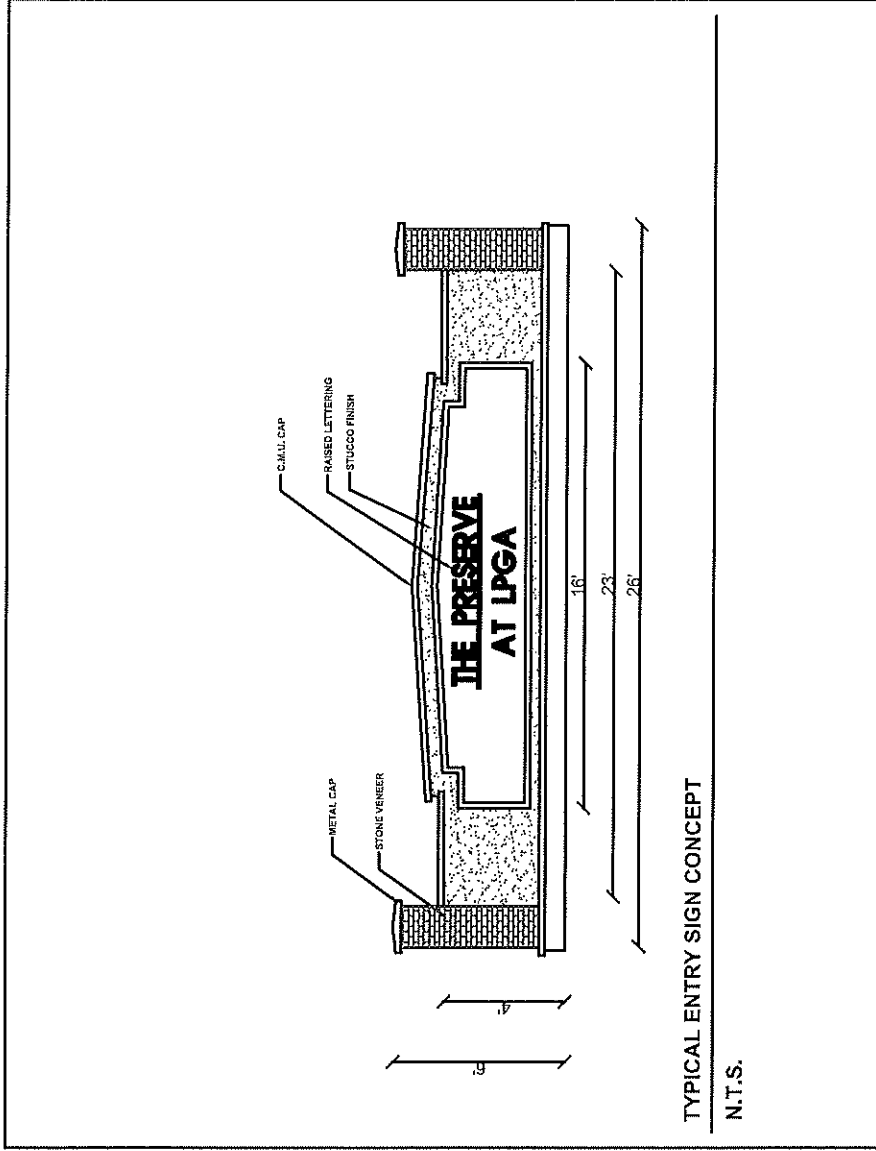 C.M.U. CAP
RAISED LETTERING
STUCCO FINISH
METAL CAP
STONE VENEER
THE PRESERVE
AT LPGA
6'
4'
16'
23'
26'
TYPICAL ENTRY SIGN CONCEPT
N.T.S.